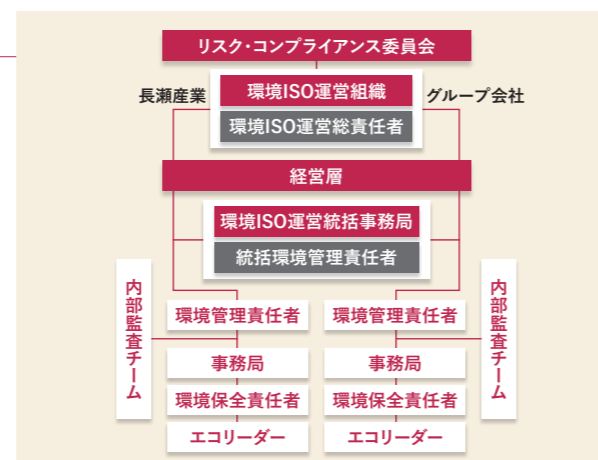 リスク・コンプライアンス委員会
長瀬産業
環境ISO運営組織
グループ会社
環境ISO運営総責任者
経営層
環境ISO運営統括事務局
統括環境管理責任者
内部監査チーム
環境管理責任者
環境管理責任者
内部監査チーム
事務局
事務局
環境保全責任者
環境保全責任者
エコリーダー
エコリーダー